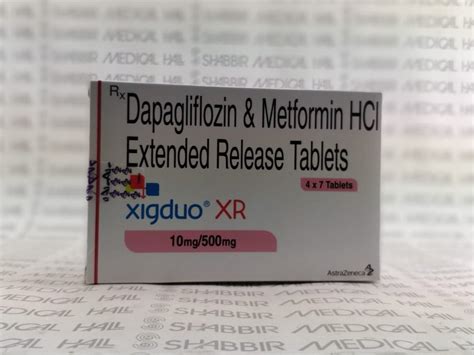 Rx
Dapagliflozin & Metformin HCl
Extended Release Tablets
4 x 7 Tablets
xigduo® XR
10mg/500mg
AstraZeneca
SHABBIR
MEDICAL HALL